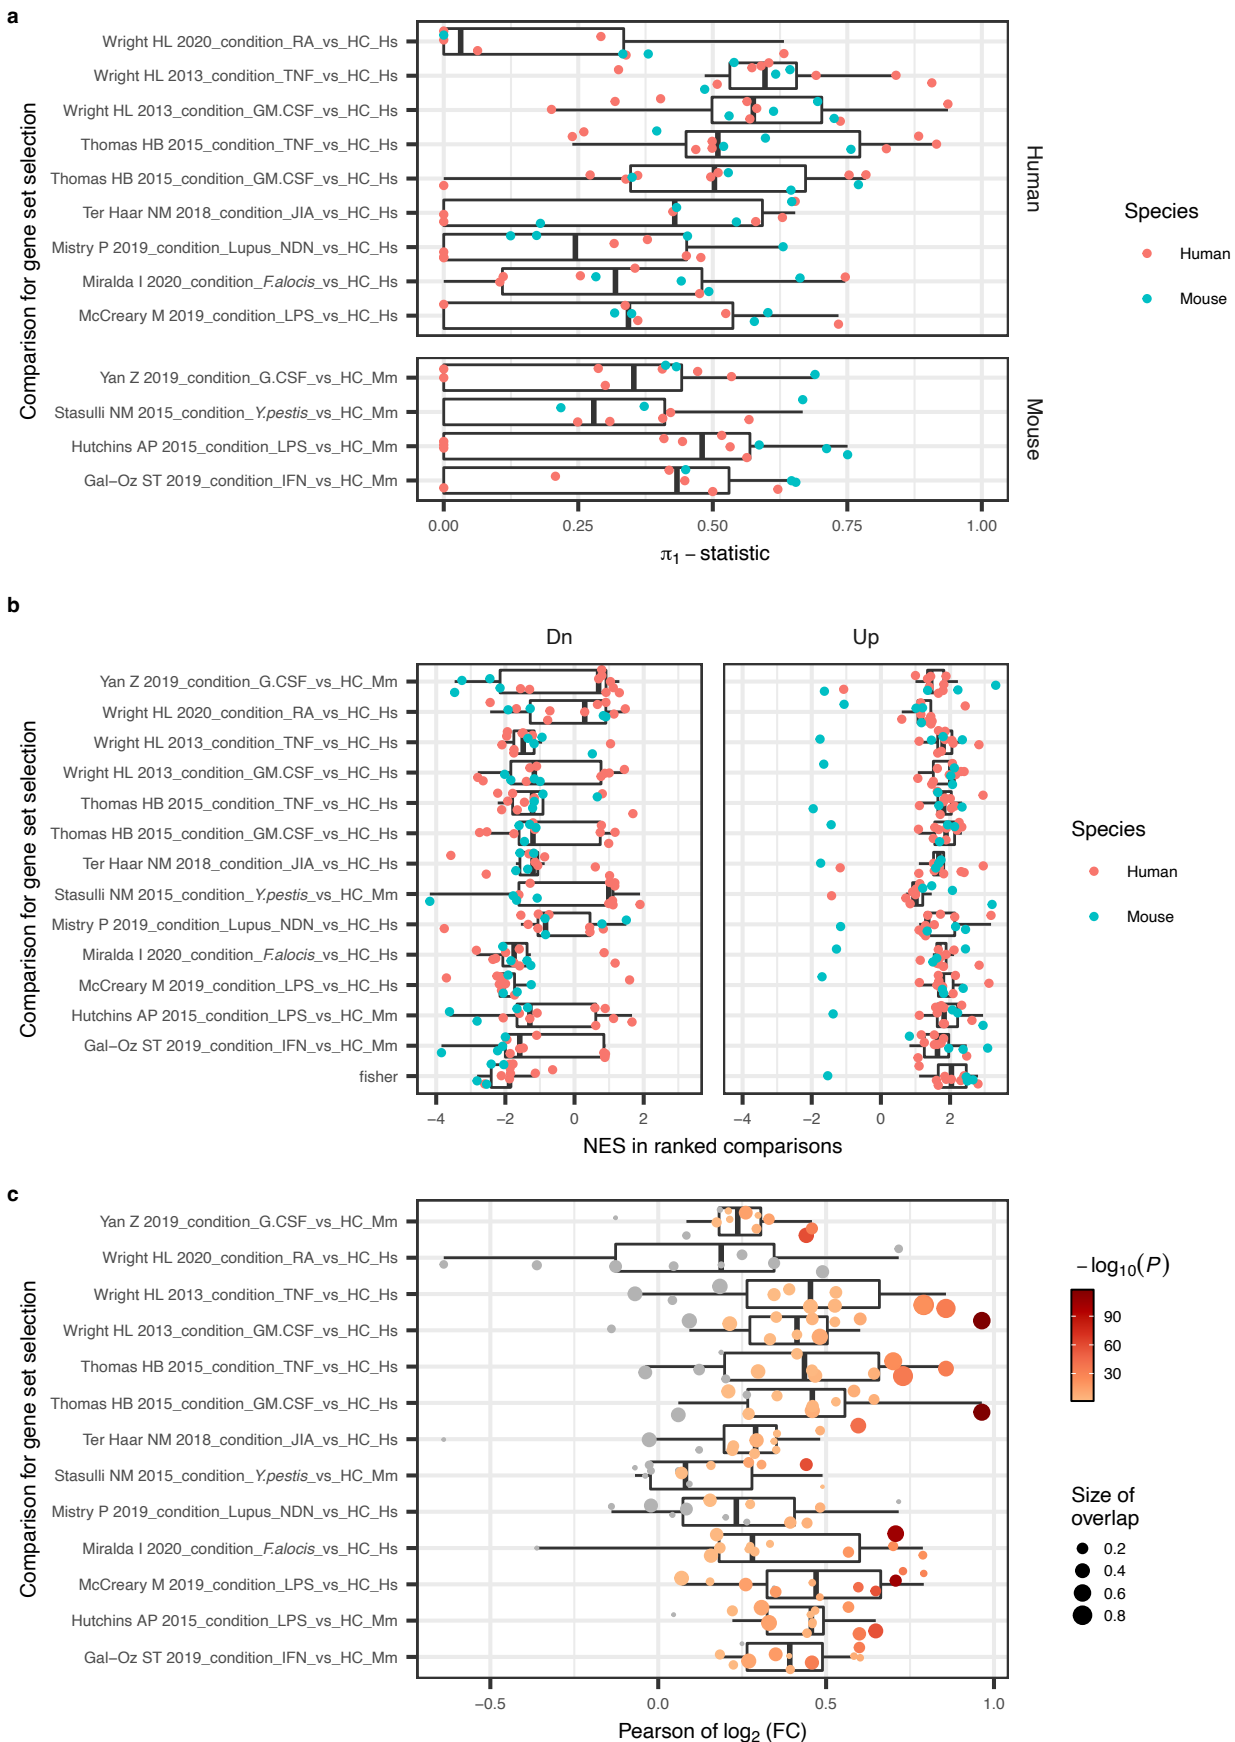 a
Comparison for gene set selection
Wright HL 2020_condition_RA_vs_HC_Hs
Wright HL 2013_condition_TNF_vs_HC_Hs
Wright HL 2013_condition_GM.CSF_vs_HC_Hs
Thomas HB 2015_condition_TNF_vs_HC_Hs
Thomas HB 2015_condition_GM.CSF_vs_HC_Hs
Ter Haar NM 2018_condition_JIA_vs_HC_Hs
Mistry P 2019_condition_Lupus_NDN_vs_HC_Hs
Miralda I 2020_condition_F.alocis_vs_HC_Hs
McCreary M 2019_condition_LPS_vs_HC_Hs
Human
Yan Z 2019_condition_G.CSF_vs_HC_Mm
Stasulli NM 2015_condition_Y.pestis_vs_HC_Mm
Hutchins AP 2015_condition_LPS_vs_HC_Mm
Gal−Oz ST 2019_condition_IFN_vs_HC_Mm
Mouse
0.00 0.25 0.50 0.75 1.00
π1 − statistic
Species
Human
Mouse
b
Dn Up
Comparison for gene set selection
Yan Z 2019_condition_G.CSF_vs_HC_Mm
Wright HL 2020_condition_RA_vs_HC_Hs
Wright HL 2013_condition_TNF_vs_HC_Hs
Wright HL 2013_condition_GM.CSF_vs_HC_Hs
Thomas HB 2015_condition_TNF_vs_HC_Hs
Thomas HB 2015_condition_GM.CSF_vs_HC_Hs
Ter Haar NM 2018_condition_JIA_vs_HC_Hs
Stasulli NM 2015_condition_Y.pestis_vs_HC_Mm
Mistry P 2019_condition_Lupus_NDN_vs_HC_Hs
Miralda I 2020_condition_F.alocis_vs_HC_Hs
McCreary M 2019_condition_LPS_vs_HC_Hs
Hutchins AP 2015_condition_LPS_vs_HC_Mm
Gal−Oz ST 2019_condition_IFN_vs_HC_Mm
fisher
−4 −2 0 2 −4 −2 0 2
NES in ranked comparisons
Species
Human
Mouse
c
Comparison for gene set selection
Yan Z 2019_condition_G.CSF_vs_HC_Mm
Wright HL 2020_condition_RA_vs_HC_Hs
Wright HL 2013_condition_TNF_vs_HC_Hs
Wright HL 2013_condition_GM.CSF_vs_HC_Hs
Thomas HB 2015_condition_TNF_vs_HC_Hs
Thomas HB 2015_condition_GM.CSF_vs_HC_Hs
Ter Haar NM 2018_condition_JIA_vs_HC_Hs
Stasulli NM 2015_condition_Y.pestis_vs_HC_Mm
Mistry P 2019_condition_Lupus_NDN_vs_HC_Hs
Miralda I 2020_condition_F.alocis_vs_HC_Hs
McCreary M 2019_condition_LPS_vs_HC_Hs
Hutchins AP 2015_condition_LPS_vs_HC_Mm
Gal−Oz ST 2019_condition_IFN_vs_HC_Mm
−0.5 0.0 0.5 1.0
Pearson of log2 (FC)
− log10(P)
90
60
30
Size of
overlap
0.2
0.4
0.6
0.8